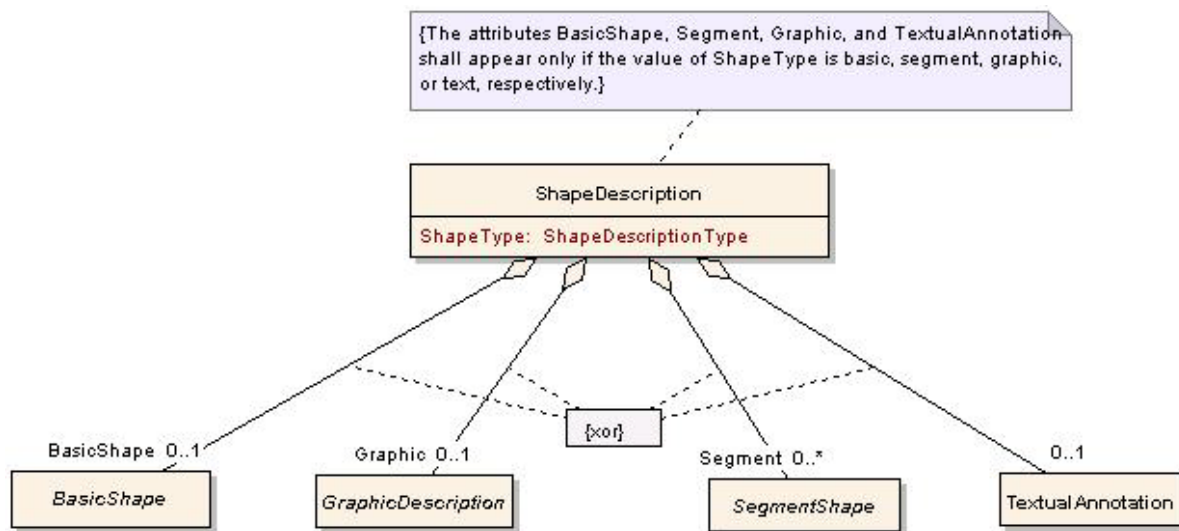 {The attributes BasicShape, Segment, Graphic, and TextualAnnotation
shall appear only if the value of ShapeType is basic, segment, graphic,
or text, respectively.}
ShapeDescription
ShapeType: ShapeDescriptionType
{xor}
BasicShape 0..1
Graphic 0..1
Segment 0..*
0..1
BasicShape
GraphicDescription
SegmentShape
TextualAnnotation